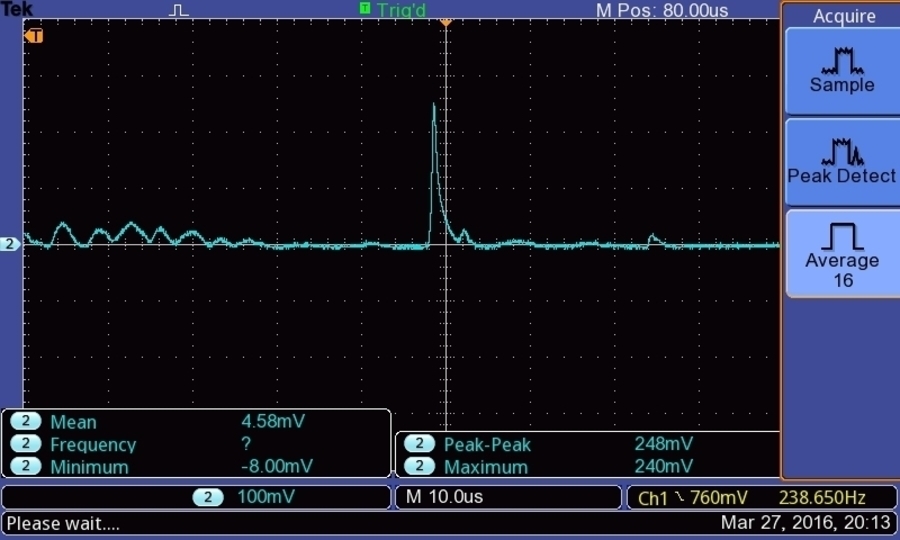 Tek Trig'd M Pos: 80.00us
T
2
Acquire
Sample
Peak Detect
Average
16
2 Mean 4.58mV
2 Frequency ?
2 Minimum -8.00mV
2 Peak-Peak 248mV
2 Maximum 240mV
2 100mV M 10.0us Ch1 760mV 238.650Hz
Please wait.... Mar 27, 2016, 20:13